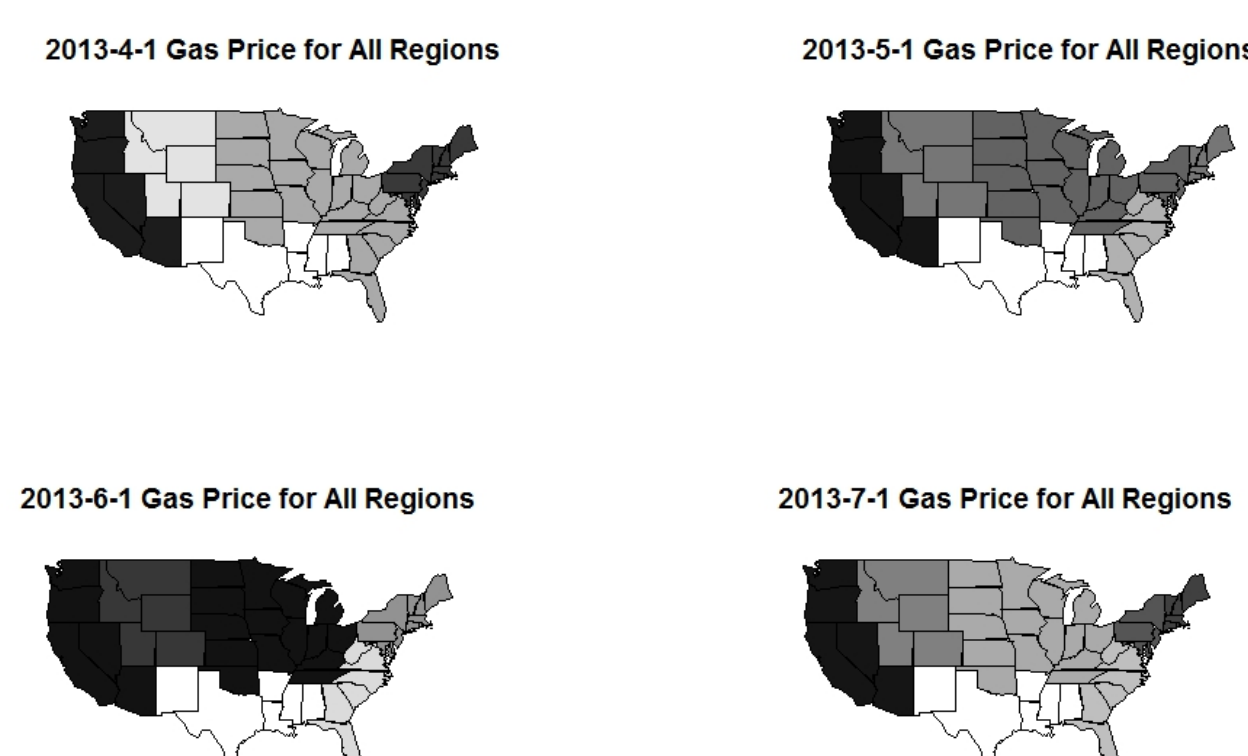 2013-4-1 Gas Price for All Regions
2013-5-1 Gas Price for All Regions
2013-6-1 Gas Price for All Regions
2013-7-1 Gas Price for All Regions